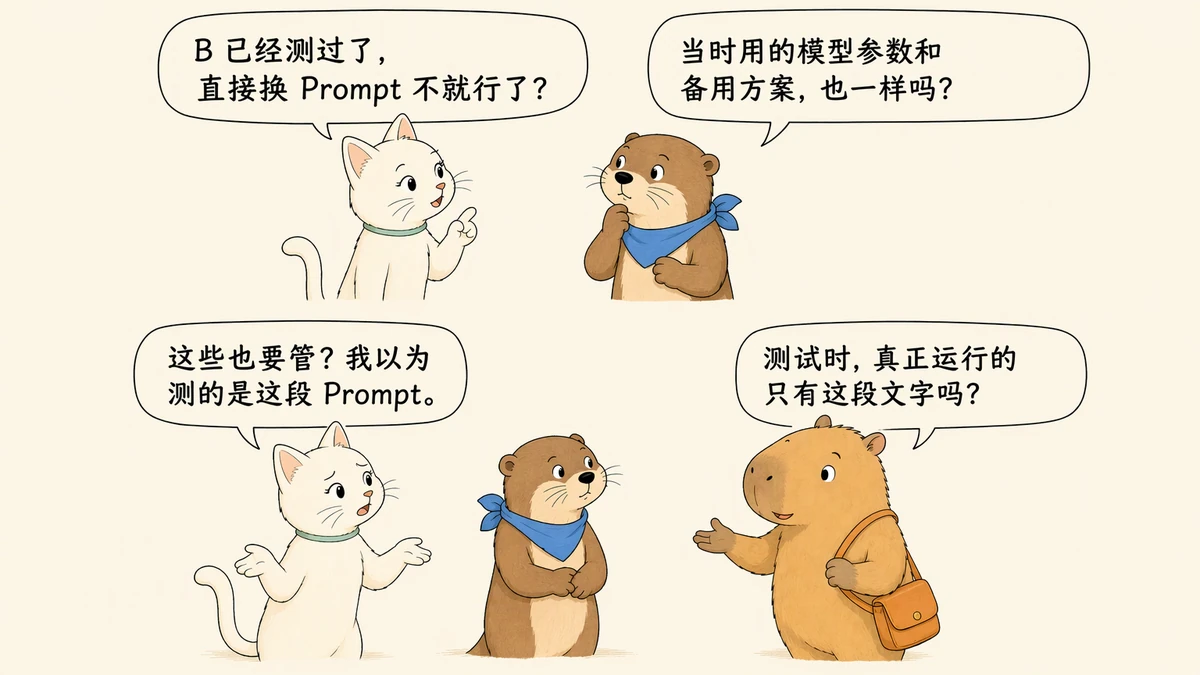 B 已经测过了，
直接换 Prompt 不就行了？
当时用的模型参数和
备用方案，也一样吗？
这些也要管？我以为
测的是这段 Prompt。
测试时，真正运行的
只有这段文字吗？